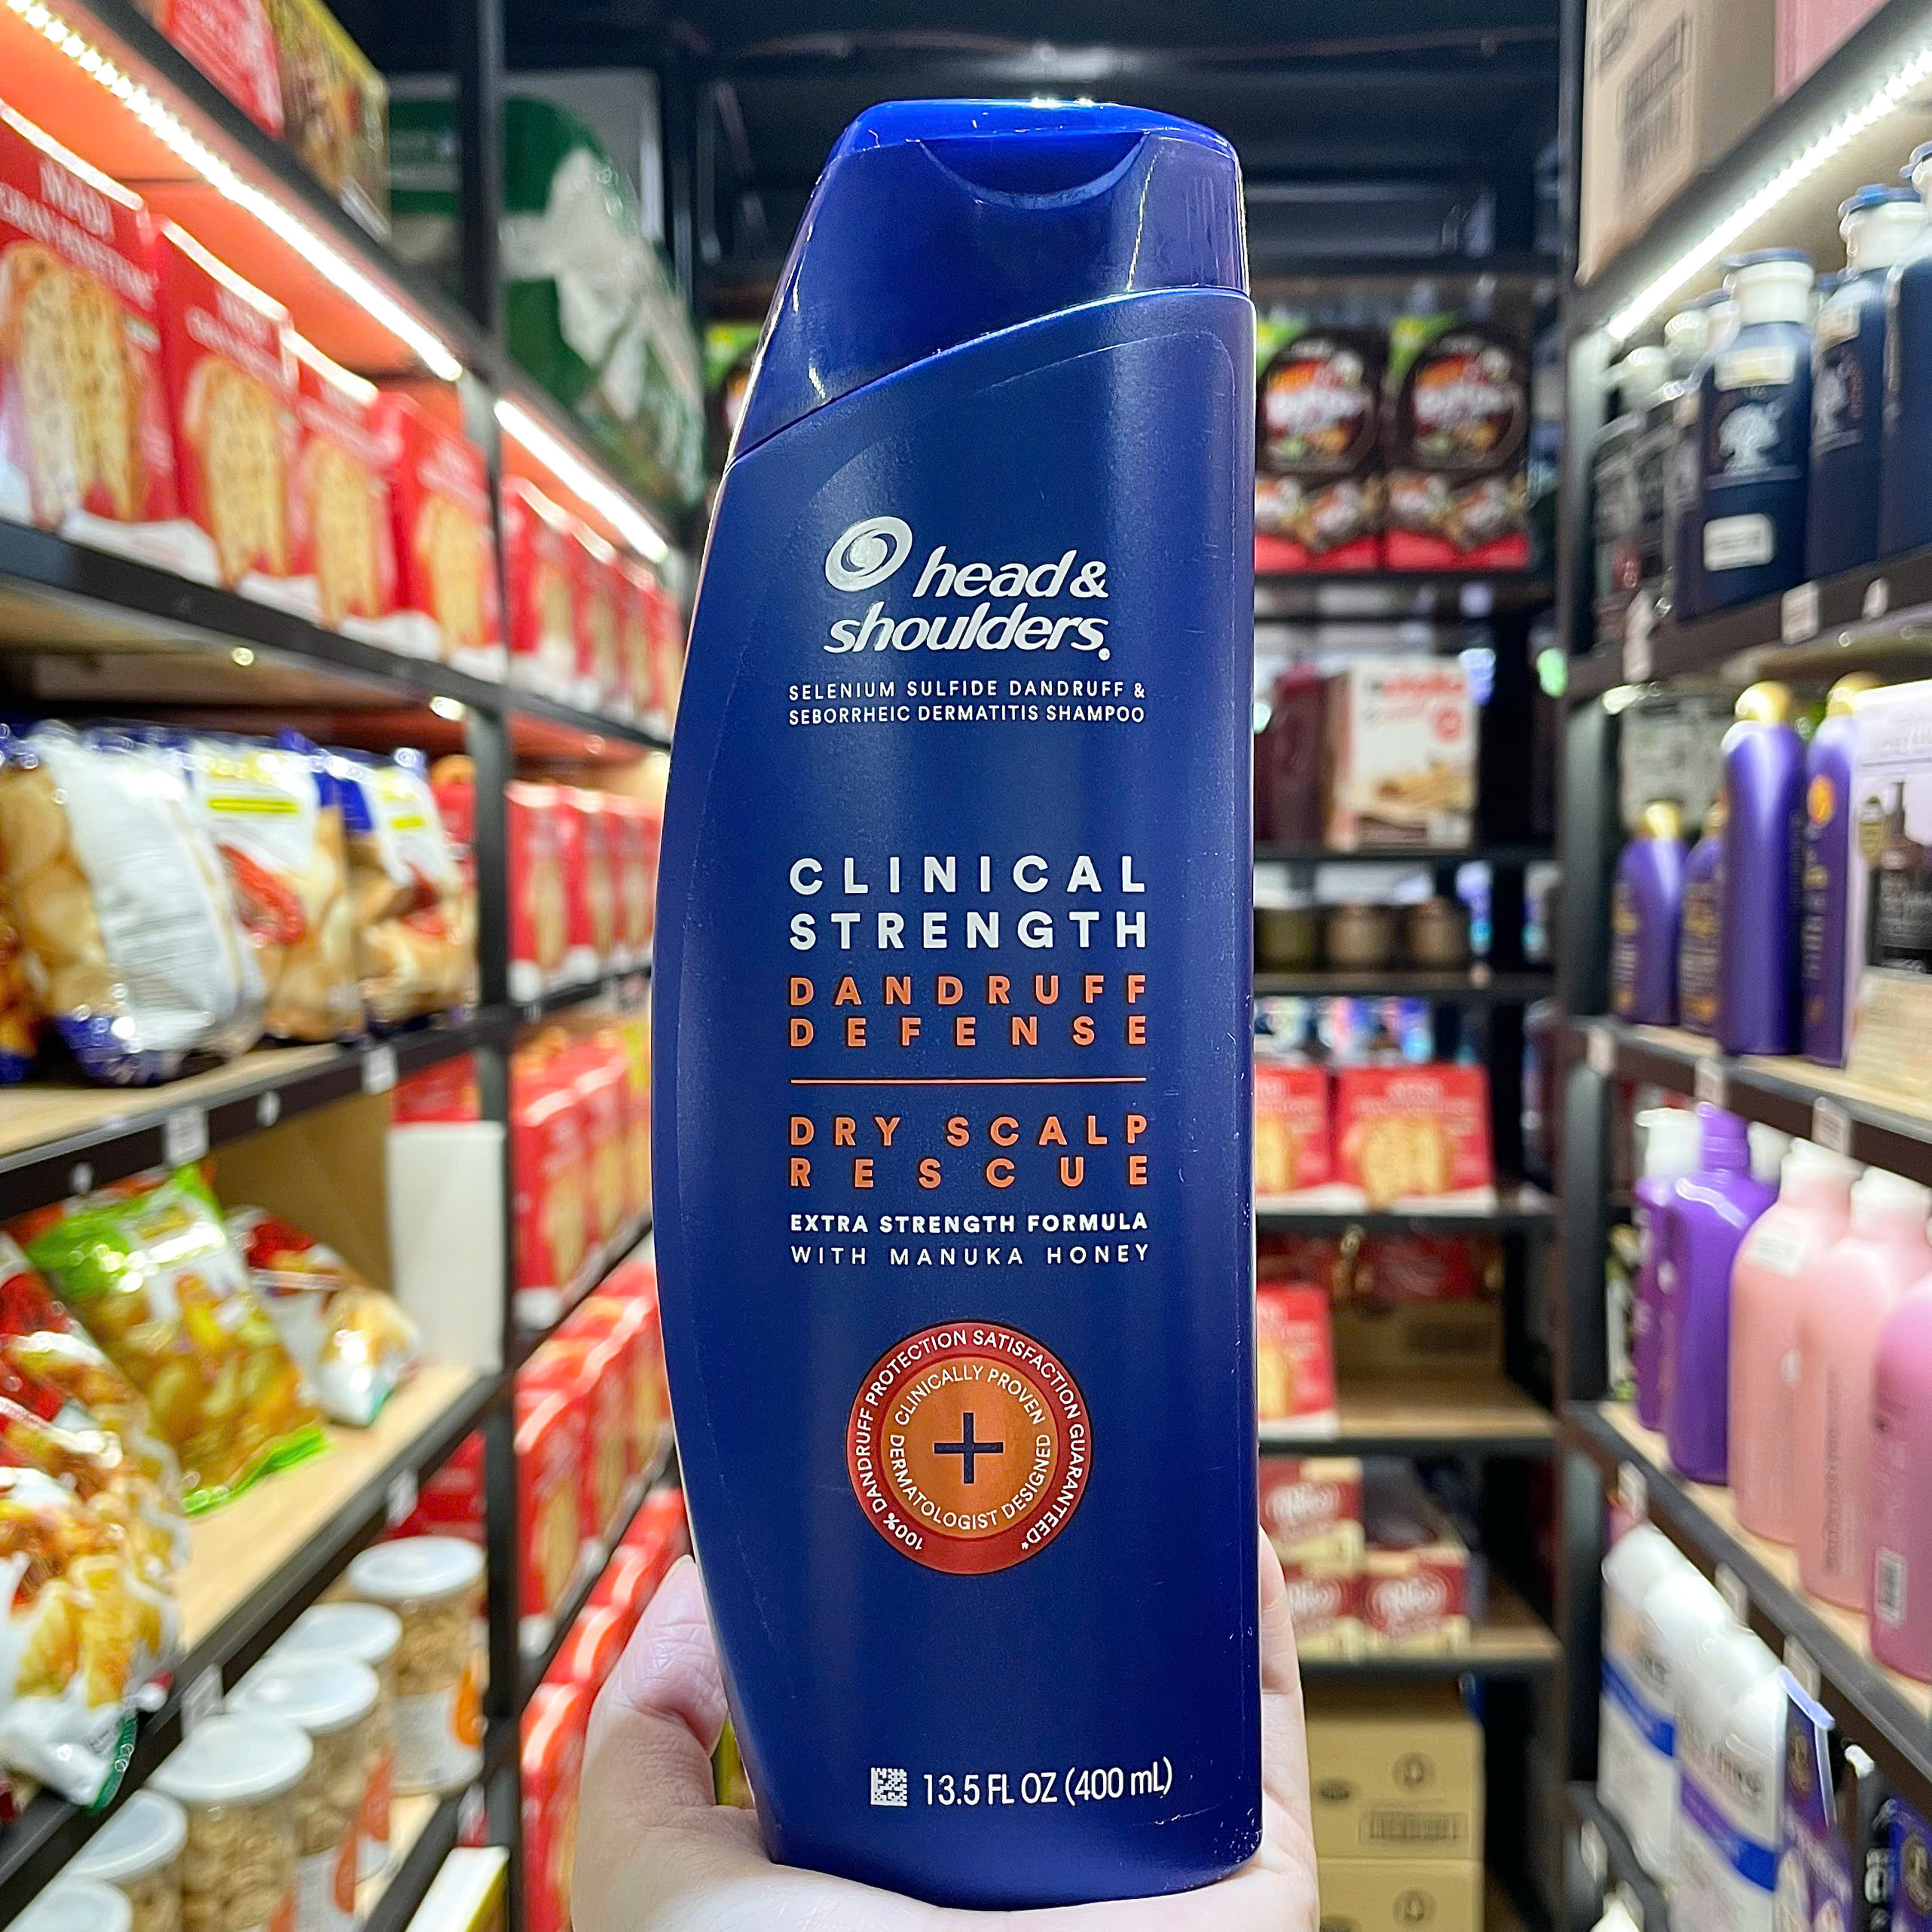 head &
shoulders.
SELENIUM SULFIDE DANDRUFF &
SEBORRHEIC DERMATITIS SHAMPOO
CLINICAL
STRENGTH
DANDRUFF
DEFENSE
DRY SCALP
RESCUE
EXTRA STRENGTH FORMULA
WITH MANUKA HONEY
100% DANDRUFF PROTECTION SATISFACTION GUARANTEED*
CLINICALLY PROVEN
DERMATOLOGIST DESIGNED
13.5 FL OZ (400 mL)